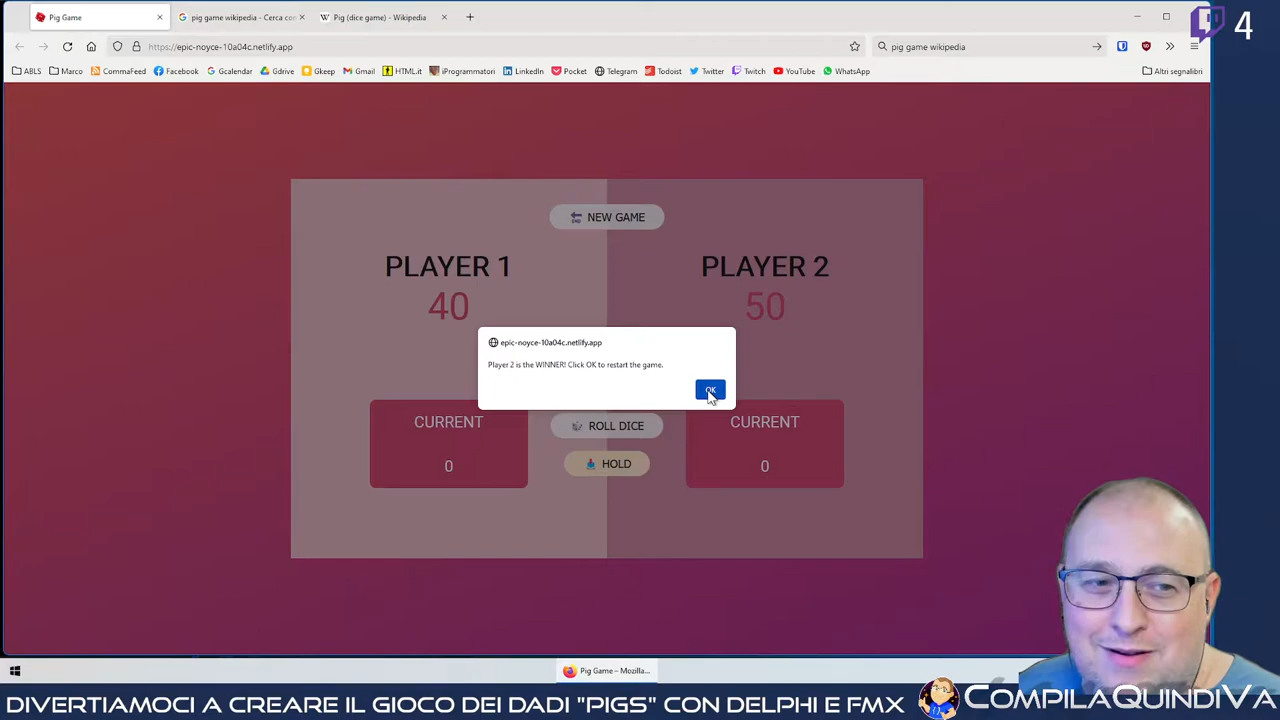 Pig Game
pig game wikipedia - Cerca con
Pig (dice game) – Wikipedia
4
https://epic-noyce-10a04c.netlify.app
pig game wikipedia
ABLS
Marco
CommaFeed
Facebook
Gcalendar
Gdrive
Gkeep
Gmail
HTML.it
iProgrammatori
LinkedIn
Pocket
Telegram
Todoist
Twitter
Twitch
YouTube
WhatsApp
Altri segnalibri
NEW GAME
PLAYER 1
PLAYER 2
40
50
epic-noyce-10a04c.netlify.app
Player 2 is the WINNER! Click OK to restart the game.
OK
CURRENT
ROLL DICE
CURRENT
0
HOLD
0
Pig Game – Mozilla...
DIVERTIAMOCI A CREARE IL GIOCO DEI DADI "PIGS" CON DELPHI E FMX
COMPILAQUINDIVA